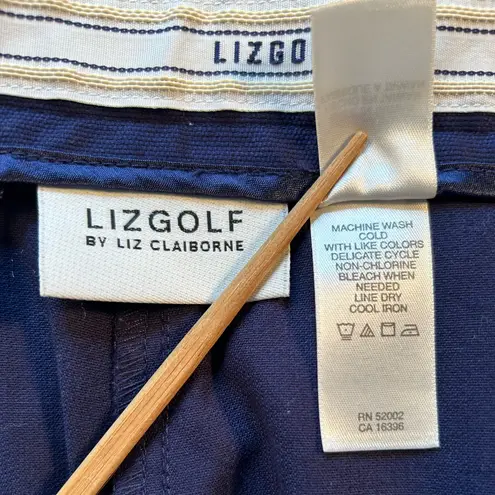 LIZGO
LIZGOLF
BY LIZ CLAIBORNE
MACHINE WASH
COLD
WITH LIKE COLORS
DELICATE CYCLE
NON-CHLORINE
BLEACH WHEN
NEEDED
LINE DRY
COOL IRON
RN 52002
CA 16396